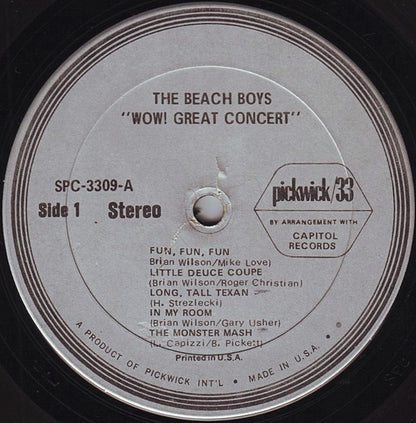 THE BEACH BOYS
"WOW! GREAT CONCERT"
SPC-3309-A
Side 1 Stereo
pickwick/33
BY ARRANGEMENT WITH
CAPITOL
RECORDS
FUN, FUN, FUN
Brian Wilson/Mike Love)
LITTLE DEUCE COUPE
(Brian Wilson/Roger Christian)
LONG, TALL TEXAN
(H. Strezlecki)
IN MY ROOM
(Brian Wilson/Gary Usher)
THE MONSTER MASH
(L. Capizzi/B. Pickett)
Printed in U.S.A.
A PRODUCT OF PICKWICK INT'L • MADE IN U.S.A. •